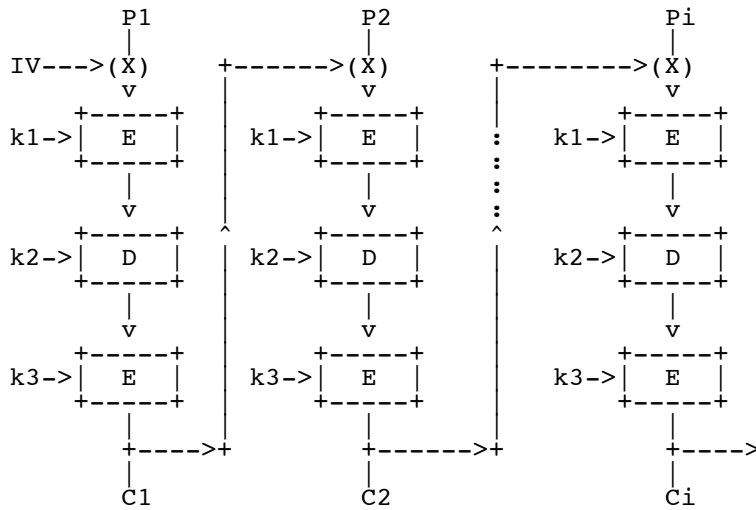 P1                  P2                        Pi
               |                   |                         |
 IV--->(X)       +------>(X)       +-------->(X)
               v       |           v       |             v
            +-----+    |        +-----+    |          +-----+
 k1->|  E  |    |    k1->|  E  |    :      k1->|  E  |
            +-----+    |        +-----+    :          +-----+
               |       |           |       :             |
               v       |           v       :             v
            +-----+    ^        +-----+    ^          +-----+
 k2->|  D  |    |    k2->|  D  |    |      k2->|  D  |
            +-----+    |        +-----+    |          +-----+
               |       |           |       |             |
               v       |           v       |             v
            +-----+    |        +-----+    |          +-----+
 k3->|  E  |    |    k3->|  E  |    |      k3->|  E  |
            +-----+    |        +-----+    |          +-----+
               |       |           |       |             |
               +---->+             +------>+             +---->
               |                   |                     |
              C1                  C2                    Ci